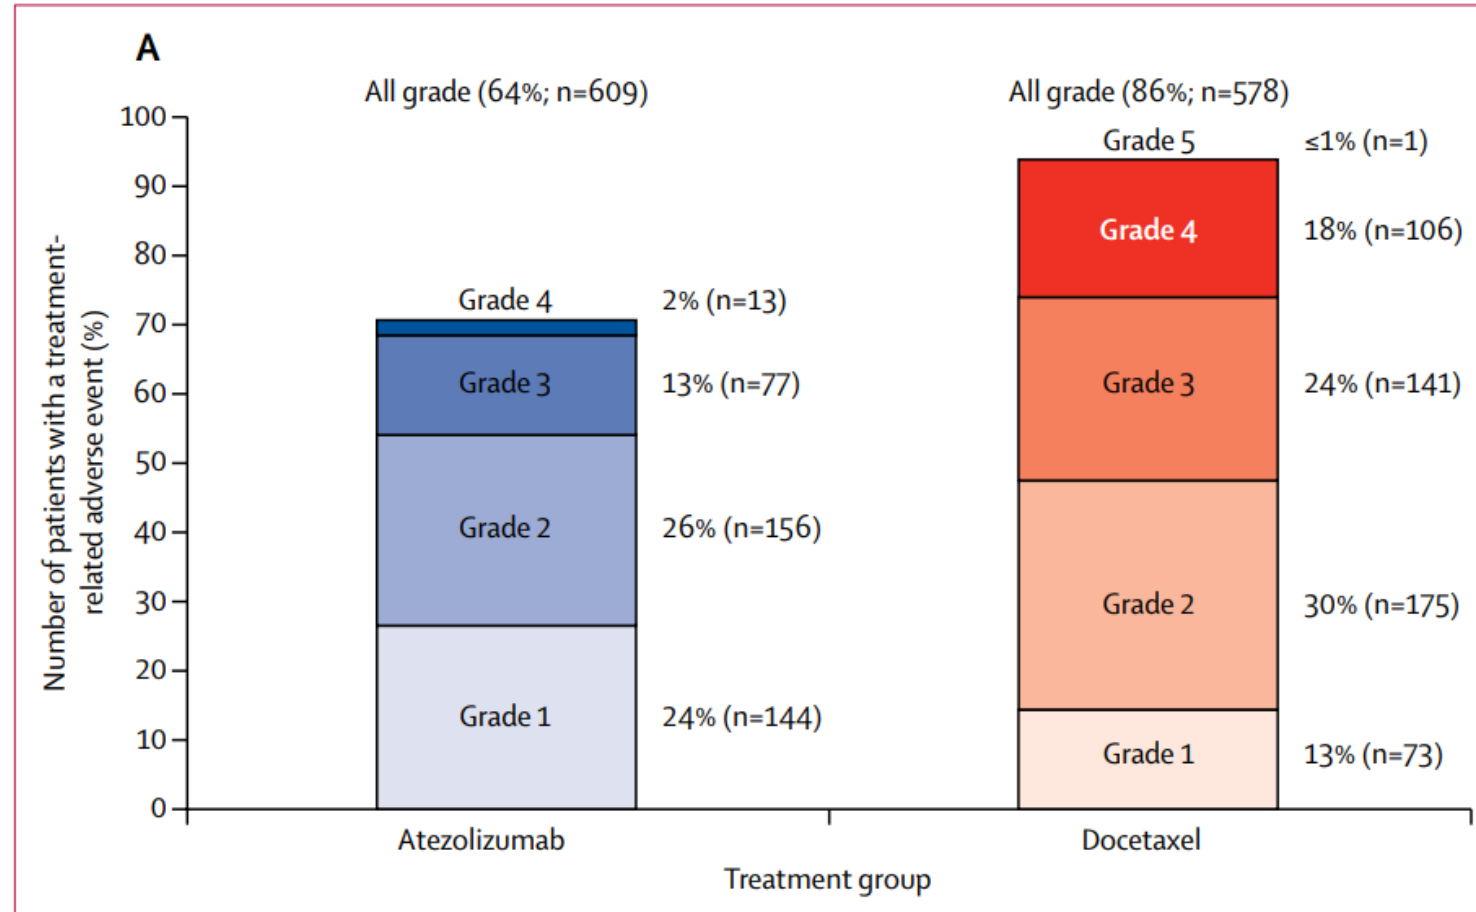 A
All grade (64%; n=609)
All grade (86%; n=578)
Number of patients with a treatment-
related adverse event (%)
100
90
80
70
60
50
40
30
20
10
0
Grade 4 2% (n=13)
Grade 3 13% (n=77)
Grade 2 26% (n=156)
Grade 1 24% (n=144)
Grade 5 ≤1% (n=1)
Grade 4 18% (n=106)
Grade 3 24% (n=141)
Grade 2 30% (n=175)
Grade 1 13% (n=73)
Atezolizumab
Docetaxel
Treatment group